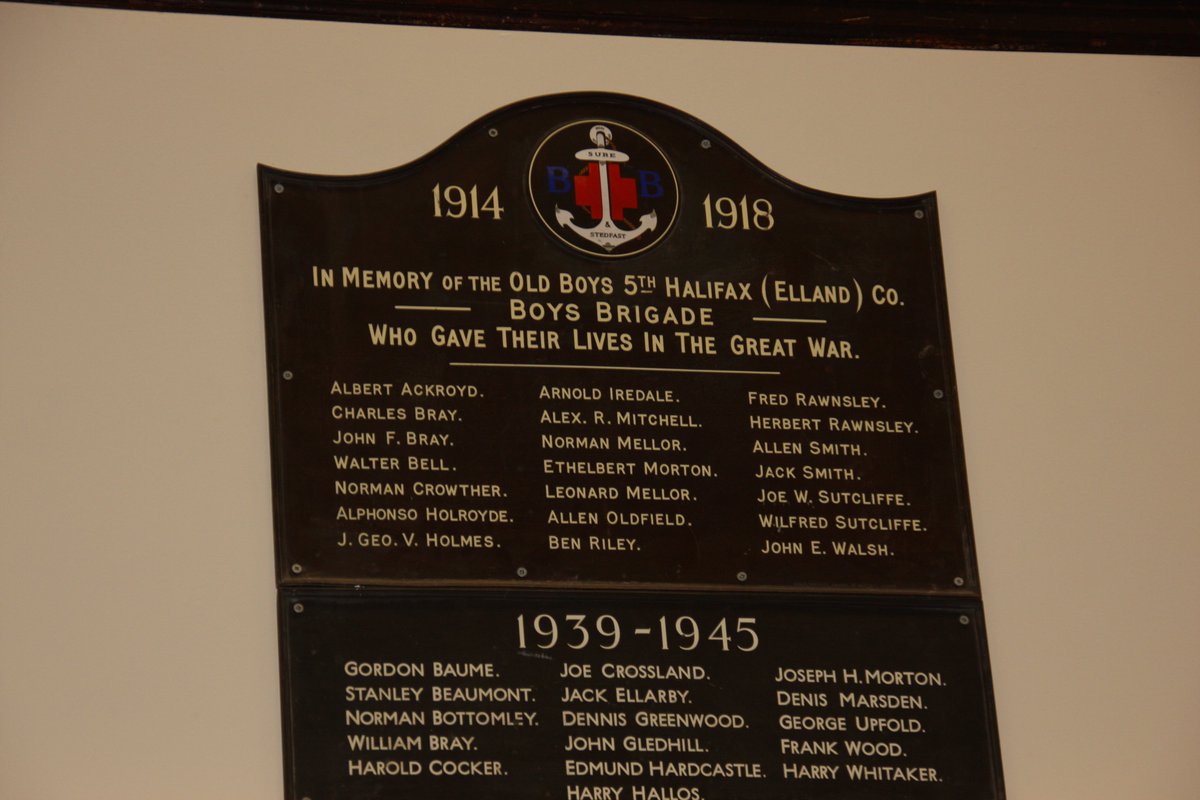 SURE
B B
&
STEDFAST
1914 1918
IN MEMORY OF THE OLD BOYS 5TH HALIFAX (ELLAND) CO.
BOYS BRIGADE
WHO GAVE THEIR LIVES IN THE GREAT WAR.
ALBERT ACKROYD.
CHARLES BRAY.
JOHN F. BRAY.
WALTER BELL.
NORMAN CROWTHER.
ALPHONSO HOLROYDE.
J. GEO. V. HOLMES.
ARNOLD IREDALE.
ALEX. R. MITCHELL.
NORMAN MELLOR.
ETHELBERT MORTON.
LEONARD MELLOR.
ALLEN OLDFIELD.
BEN RILEY.
FRED RAWNSLEY.
HERBERT RAWNSLEY.
ALLEN SMITH.
JACK SMITH.
JOE W. SUTCLIFFE.
WILFRED SUTCLIFFE.
JOHN E. WALSH.
1939-1945
GORDON BAUME.
STANLEY BEAUMONT.
NORMAN BOTTOMLEY.
WILLIAM BRAY.
HAROLD COCKER.
JOE CROSSLAND.
JACK ELLARBY.
DENNIS GREENWOOD.
JOHN GLEDHILL.
EDMUND HARDCASTLE.
HARRY HALLOS.
JOSEPH H. MORTON.
DENIS MARSDEN.
GEORGE UPFOLD.
FRANK WOOD.
HARRY WHITAKER.